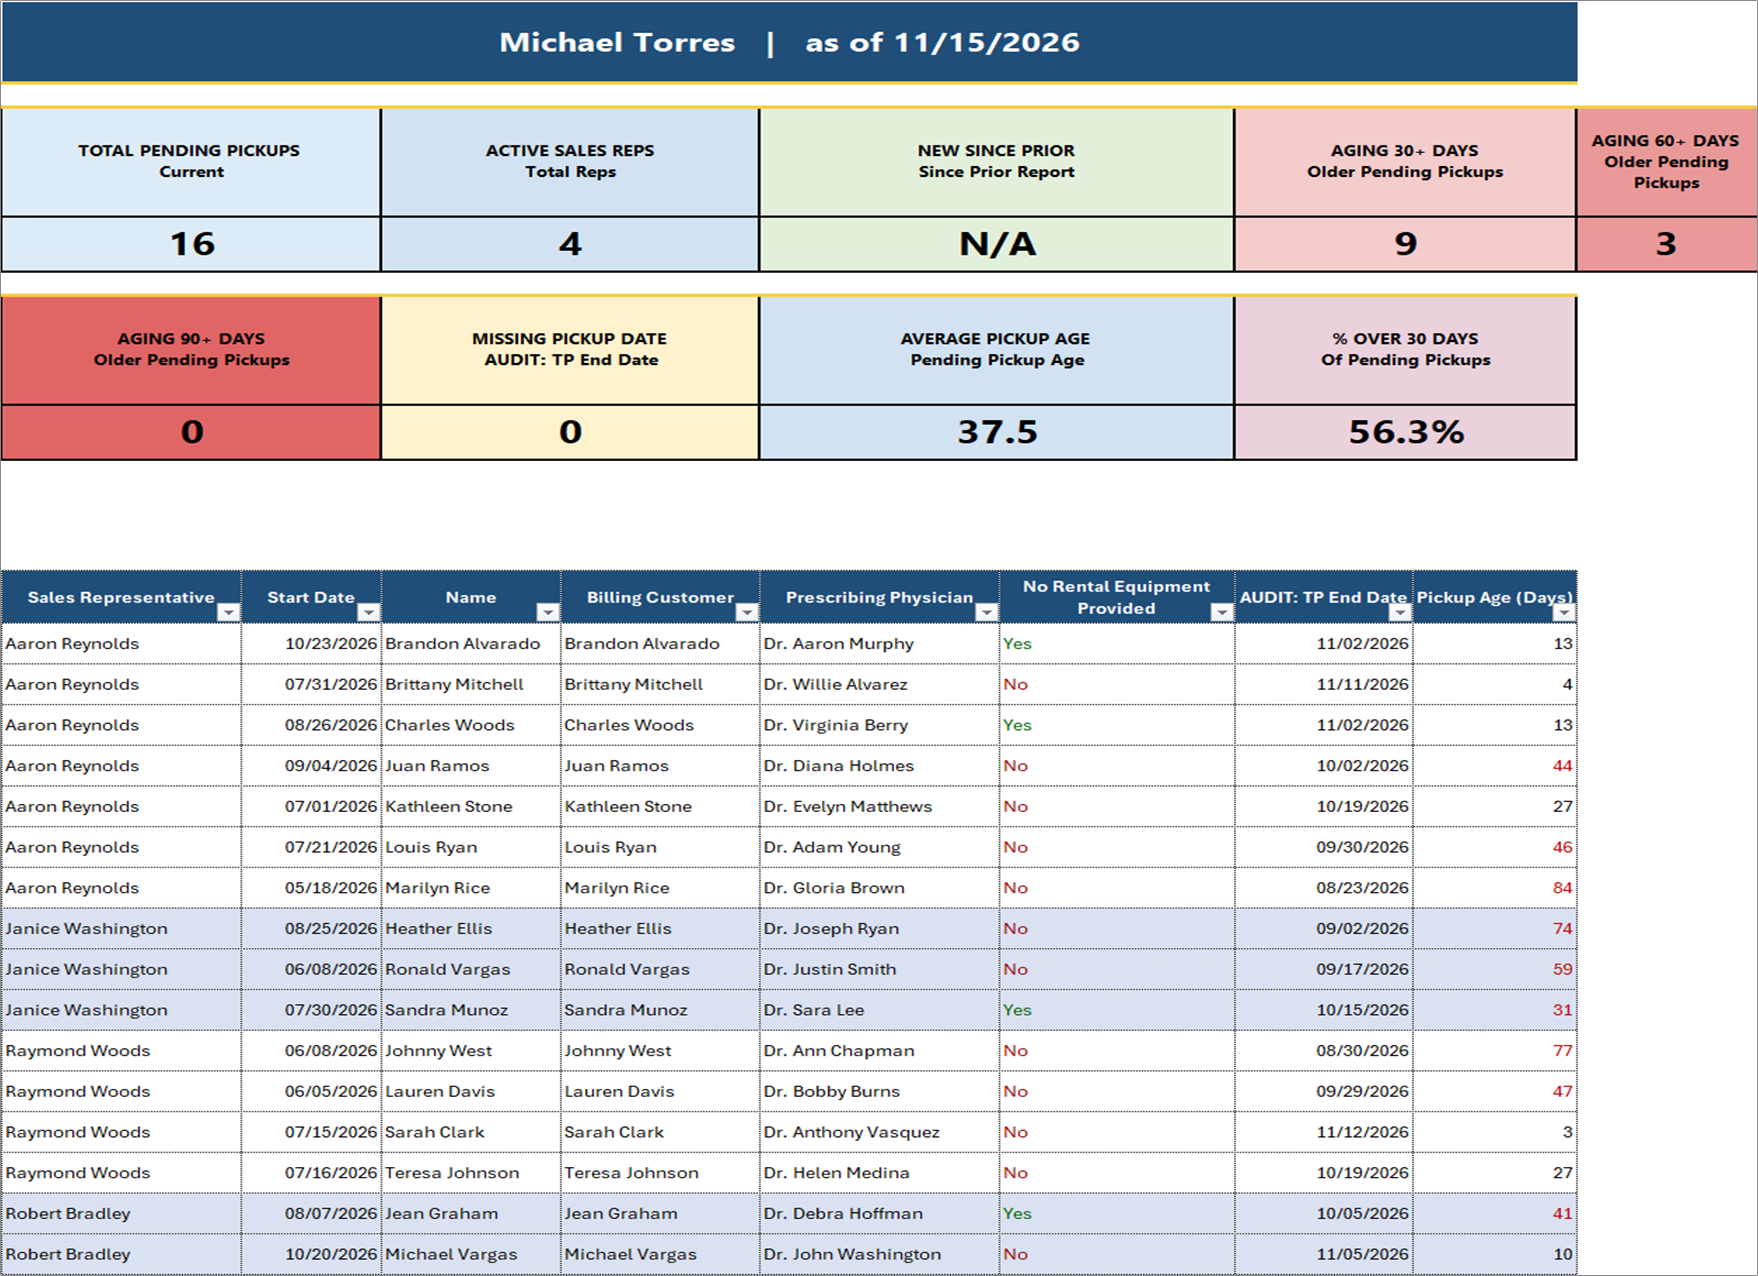 Michael Torres | as of 11/15/2026
TOTAL PENDING PICKUPS
Current
16
ACTIVE SALES REPS
Total Reps
4
NEW SINCE PRIOR
Since Prior Report
N/A
AGING 30+ DAYS
Older Pending Pickups
9
AGING 60+ DAYS
Older Pending
Pickups
3
AGING 90+ DAYS
Older Pending Pickups
0
MISSING PICKUP DATE
AUDIT: TP End Date
0
AVERAGE PICKUP AGE
Pending Pickup Age
37.5
% OVER 30 DAYS
Of Pending Pickups
56.3%
Sales Representative Start Date Name Billing Customer Prescribing Physician No Rental Equipment Provided AUDIT: TP End Date Pickup Age (Days)
Aaron Reynolds 10/23/2026 Brandon Alvarado Brandon Alvarado Dr. Aaron Murphy Yes 11/02/2026 13
Aaron Reynolds 07/31/2026 Brittany Mitchell Brittany Mitchell Dr. Willie Alvarez No 11/11/2026 4
Aaron Reynolds 08/26/2026 Charles Woods Charles Woods Dr. Virginia Berry Yes 11/02/2026 13
Aaron Reynolds 09/04/2026 Juan Ramos Juan Ramos Dr. Diana Holmes No 10/02/2026 44
Aaron Reynolds 07/01/2026 Kathleen Stone Kathleen Stone Dr. Evelyn Matthews No 10/19/2026 27
Aaron Reynolds 07/21/2026 Louis Ryan Louis Ryan Dr. Adam Young No 09/30/2026 46
Aaron Reynolds 05/18/2026 Marilyn Rice Marilyn Rice Dr. Gloria Brown No 08/23/2026 84
Janice Washington 08/25/2026 Heather Ellis Heather Ellis Dr. Joseph Ryan No 09/02/2026 74
Janice Washington 06/08/2026 Ronald Vargas Ronald Vargas Dr. Justin Smith No 09/17/2026 59
Janice Washington 07/30/2026 Sandra Munoz Sandra Munoz Dr. Sara Lee Yes 10/15/2026 31
Raymond Woods 06/08/2026 Johnny West Johnny West Dr. Ann Chapman No 08/30/2026 77
Raymond Woods 06/05/2026 Lauren Davis Lauren Davis Dr. Bobby Burns No 09/29/2026 47
Raymond Woods 07/15/2026 Sarah Clark Sarah Clark Dr. Anthony Vasquez No 11/12/2026 3
Raymond Woods 07/16/2026 Teresa Johnson Teresa Johnson Dr. Helen Medina No 10/19/2026 27
Robert Bradley 08/07/2026 Jean Graham Jean Graham Dr. Debra Hoffman Yes 10/05/2026 41
Robert Bradley 10/20/2026 Michael Vargas Michael Vargas Dr. John Washington No 11/05/2026 10